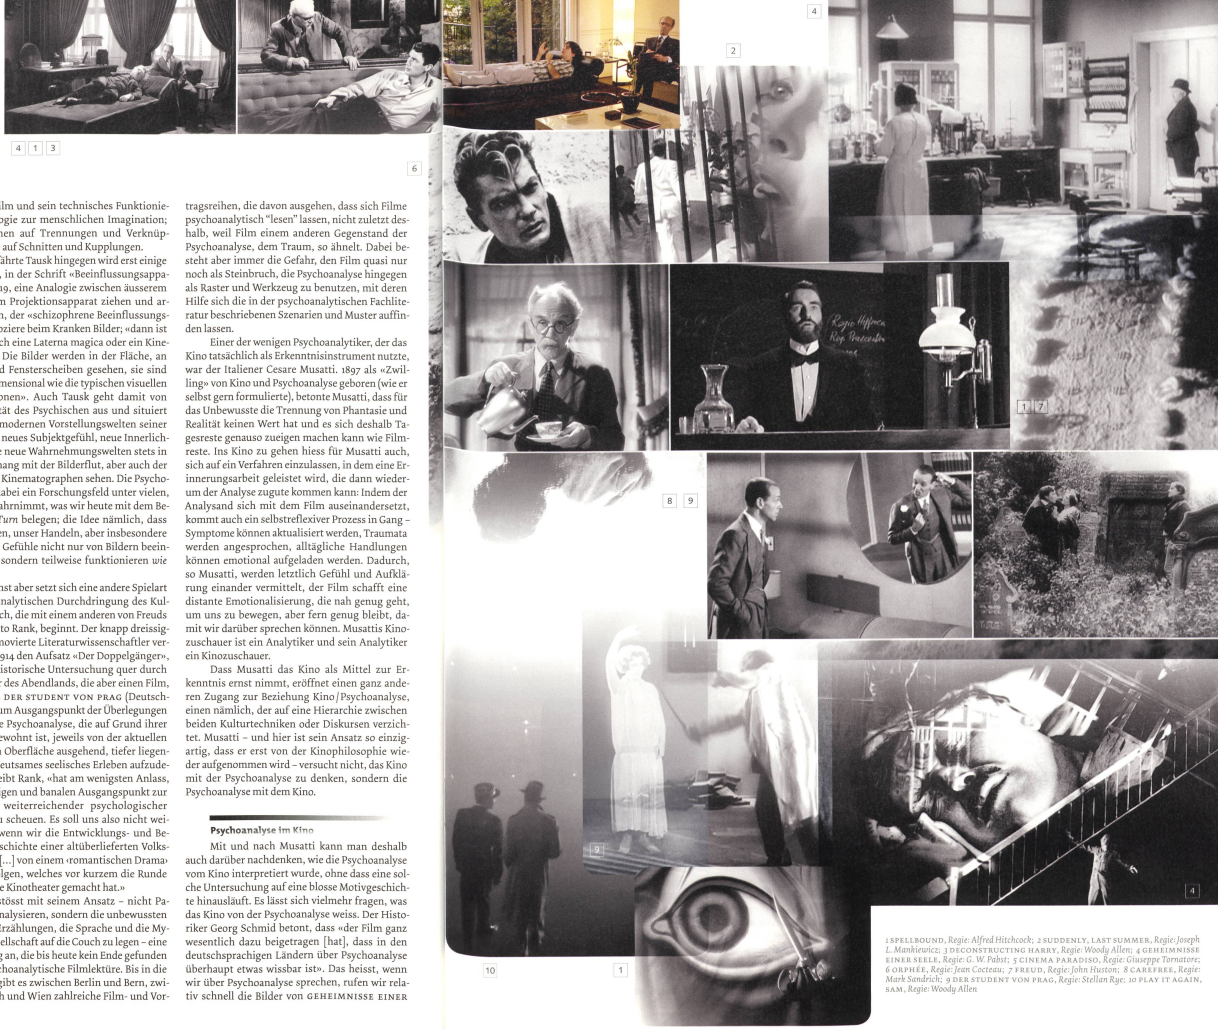 4 1 3
6
ilm und sein technisches Funktionie-
ogie zur menschlichen Imagination;
nen auf Trennungen und Verknüp-
auf Schnitten und Kupplungen.
ährte Tausk hingegen wird erst einige
, in der Schrift «Beeinflussungsappa-
19, eine Analogie zwischen äusserem
m Projektionsapparat ziehen und ar-
n, der «schizophrene Beeinflussungs-
oziere beim Kranken Bilder; «dann ist
ch eine Laterna magica oder ein Kine-
Die Bilder werden in der Fläche, an
d Fensterscheiben gesehen, sie sind
mensional wie die typischen visuellen
onen». Auch Tausk geht damit von
tät des Psychischen aus und situiert
modernen Vorstellungswelten seiner
neues Subjektgefühl, neue Innerlich-
e neue Wahrnehmungswelten stets in
nang mit der Bilderflut, aber auch der
Kinematographen sehen. Die Psycho-
dabei ein Forschungsfeld unter vielen,
ahrnimmt, was wir heute mit dem Be-
Turn belegen; die Idee nämlich, dass
en, unser Handeln, aber insbesondere
Gefühle nicht nur von Bildern beein-
sondern teilweise funktionieren wie
nst aber setzt sich eine andere Spielart
nalytischen Durchdringung des Kul-
ch, die mit einem anderen von Freuds
to Rank, beginnt. Der knapp dreissig-
movierte Literaturwissenschaftler ver-
914 den Aufsatz «Der Doppelgänger»,
istorische Untersuchung quer durch
r des Abendlands, die aber einen Film,
DER STUDENT VON PRAG (Deutsch-
um Ausgangspunkt der Überlegungen
e Psychoanalyse, die auf Grund ihrer
ewohnt ist, jeweils von der aktuellen
n Oberfläche ausgehend, tiefer liegen-
eutsames seelisches Erleben aufzude-
eibt Rank, «hat am wenigsten Anlass,
igen und banalen Ausgangspunkt zur
weiterreichender psychologischer
u scheuen. Es soll uns also nicht wei-
wenn wir die Entwicklungs- und Be-
schichte einer altüberlieferten Volks-
[...] von einem ‹romantischen Drama›
olgen, welches vor kurzem die Runde
e Kinotheater gemacht hat.»
stösst mit seinem Ansatz – nicht Pa-
nalysieren, sondern die unbewussten
Erzählungen, die Sprache und die My-
ellschaft auf die Couch zu legen – eine
g an, die bis heute kein Ende gefunden
choanalytische Filmlektüre. Bis in die
gibt es zwischen Berlin und Bern, zwi-
h und Wien zahlreiche Film- und Vor-
tragsreihen, die davon ausgehen, dass sich Filme
psychoanalytisch “lesen” lassen, nicht zuletzt des-
halb, weil Film einem anderen Gegenstand der
Psychoanalyse, dem Traum, so ähnelt. Dabei be-
steht aber immer die Gefahr, den Film quasi nur
noch als Steinbruch, die Psychoanalyse hingegen
als Raster und Werkzeug zu benutzen, mit deren
Hilfe sich die in der psychoanalytischen Fachlite-
ratur beschriebenen Szenarien und Muster auffin-
den lassen.
Einer der wenigen Psychoanalytiker, der das
Kino tatsächlich als Erkenntnisinstrument nutzte,
war der Italiener Cesare Musatti. 1897 als «Zwil-
ling» von Kino und Psychoanalyse geboren (wie er
selbst gern formulierte), betonte Musatti, dass für
das Unbewusste die Trennung von Phantasie und
Realität keinen Wert hat und es sich deshalb Ta-
gesreste genauso zueigen machen kann wie Film-
reste. Ins Kino zu gehen hiess für Musatti auch,
sich auf ein Verfahren einzulassen, in dem eine Er-
innerungsarbeit geleistet wird, die dann wieder-
um der Analyse zugute kommen kann: Indem der
Analysand sich mit dem Film auseinandersetzt,
kommt auch ein selbstreflexiver Prozess in Gang –
Symptome können aktualisiert werden, Traumata
werden angesprochen, alltägliche Handlungen
können emotional aufgeladen werden. Dadurch,
so Musatti, werden letztlich Gefühl und Aufklä-
rung einander vermittelt, der Film schafft eine
distante Emotionalisierung, die nah genug geht,
um uns zu bewegen, aber fern genug bleibt, da-
mit wir darüber sprechen können. Musattis Kino-
zuschauer ist ein Analytiker und sein Analytiker
ein Kinozuschauer.
Dass Musatti das Kino als Mittel zur Er-
kenntnis ernst nimmt, eröffnet einen ganz ande-
ren Zugang zur Beziehung Kino/Psychoanalyse,
einen nämlich, der auf eine Hierarchie zwischen
beiden Kulturtechniken oder Diskursen verzich-
tet. Musatti – und hier ist sein Ansatz so einzig-
artig, dass er erst von der Kinophilosophie wie-
der aufgenommen wird – versucht nicht, das Kino
mit der Psychoanalyse zu denken, sondern die
Psychoanalyse mit dem Kino.
Psychoanalyse im Kino
Mit und nach Musatti kann man deshalb
auch darüber nachdenken, wie die Psychoanalyse
vom Kino interpretiert wurde, ohne dass eine sol-
che Untersuchung auf eine blosse Motivgeschich-
te hinausläuft. Es lässt sich vielmehr fragen, was
das Kino von der Psychoanalyse weiss. Der Histo-
riker Georg Schmid betont, dass «der Film ganz
wesentlich dazu beigetragen [hat], dass in den
deutschsprachigen Ländern über Psychoanalyse
überhaupt etwas wissbar ist». Das heisst, wenn
wir über Psychoanalyse sprechen, rufen wir rela-
tiv schnell die Bilder von GEHEIMNISSE EINER
4
2
1 7
8 9
9
4
10
1
1 SPELLBOUND, Regie: Alfred Hitchcock; 2 SUDDENLY, LAST SUMMER, Regie: Joseph
L. Mankiewicz; 3 DECONSTRUCTING HARRY, Regie: Woody Allen; 4 GEHEIMNISSE
EINER SEELE, Regie: G. W. Pabst; 5 CINEMA PARADISO, Regie: Giuseppe Tornatore;
6 ORPHÉE, Regie: Jean Cocteau; 7 FREUD, Regie: John Huston; 8 CAREFREE, Regie:
Mark Sandrich; 9 DER STUDENT VON PRAG, Regie: Stellan Rye; 10 PLAY IT AGAIN,
SAM, Regie: Woody Allen